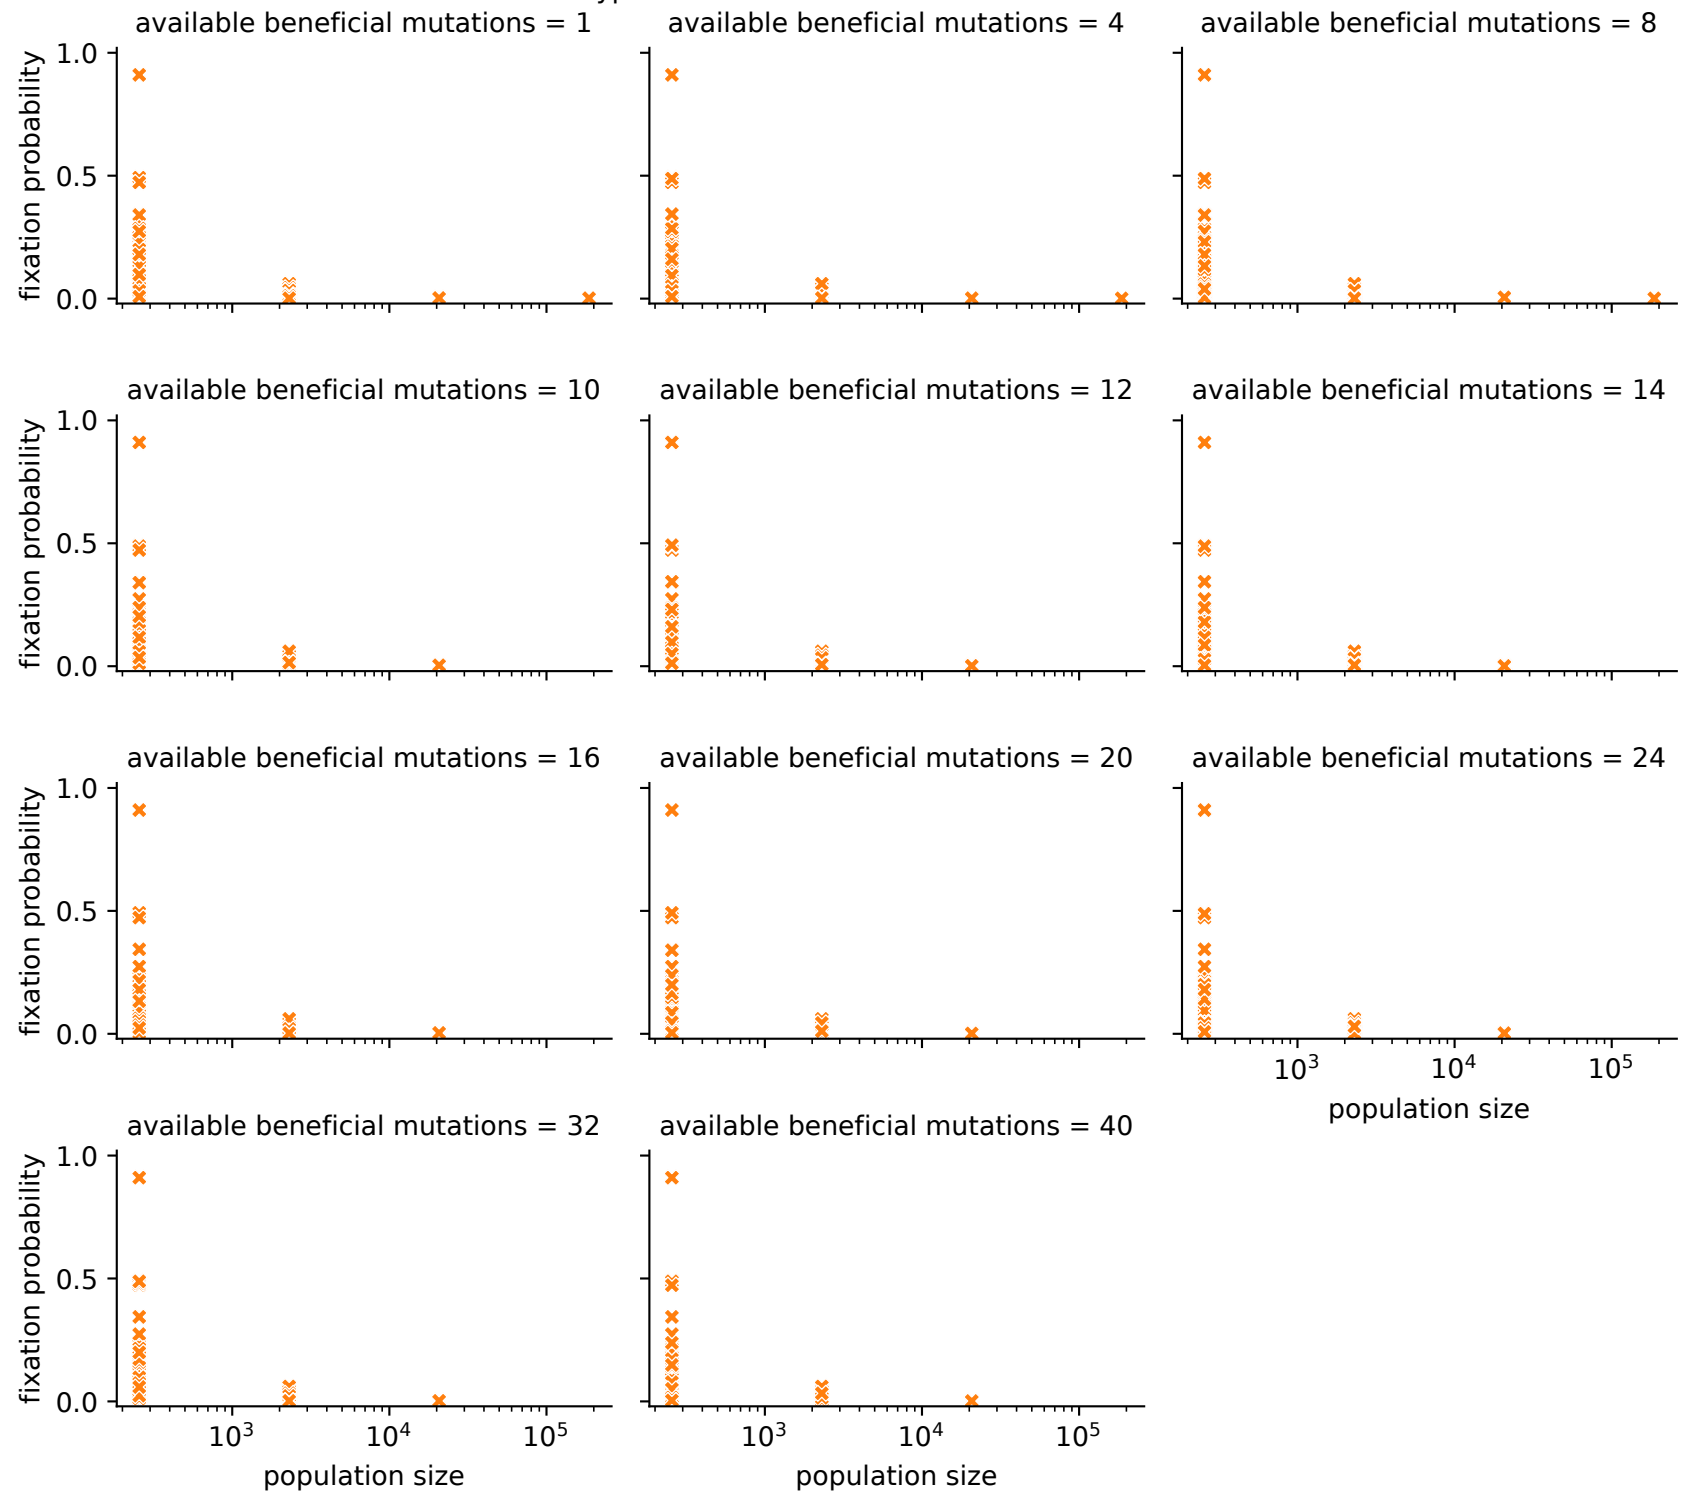 available beneficial mutations = 1
available beneficial mutations = 4
available beneficial mutations = 8
fixation probability
1.0
0.5
0.0
available beneficial mutations = 10
available beneficial mutations = 12
available beneficial mutations = 14
fixation probability
1.0
0.5
0.0
available beneficial mutations = 16
available beneficial mutations = 20
available beneficial mutations = 24
fixation probability
1.0
0.5
0.0
10³ 10⁴ 10⁵
population size
available beneficial mutations = 32
available beneficial mutations = 40
fixation probability
1.0
0.5
0.0
10³ 10⁴ 10⁵
population size
10³ 10⁴ 10⁵
population size